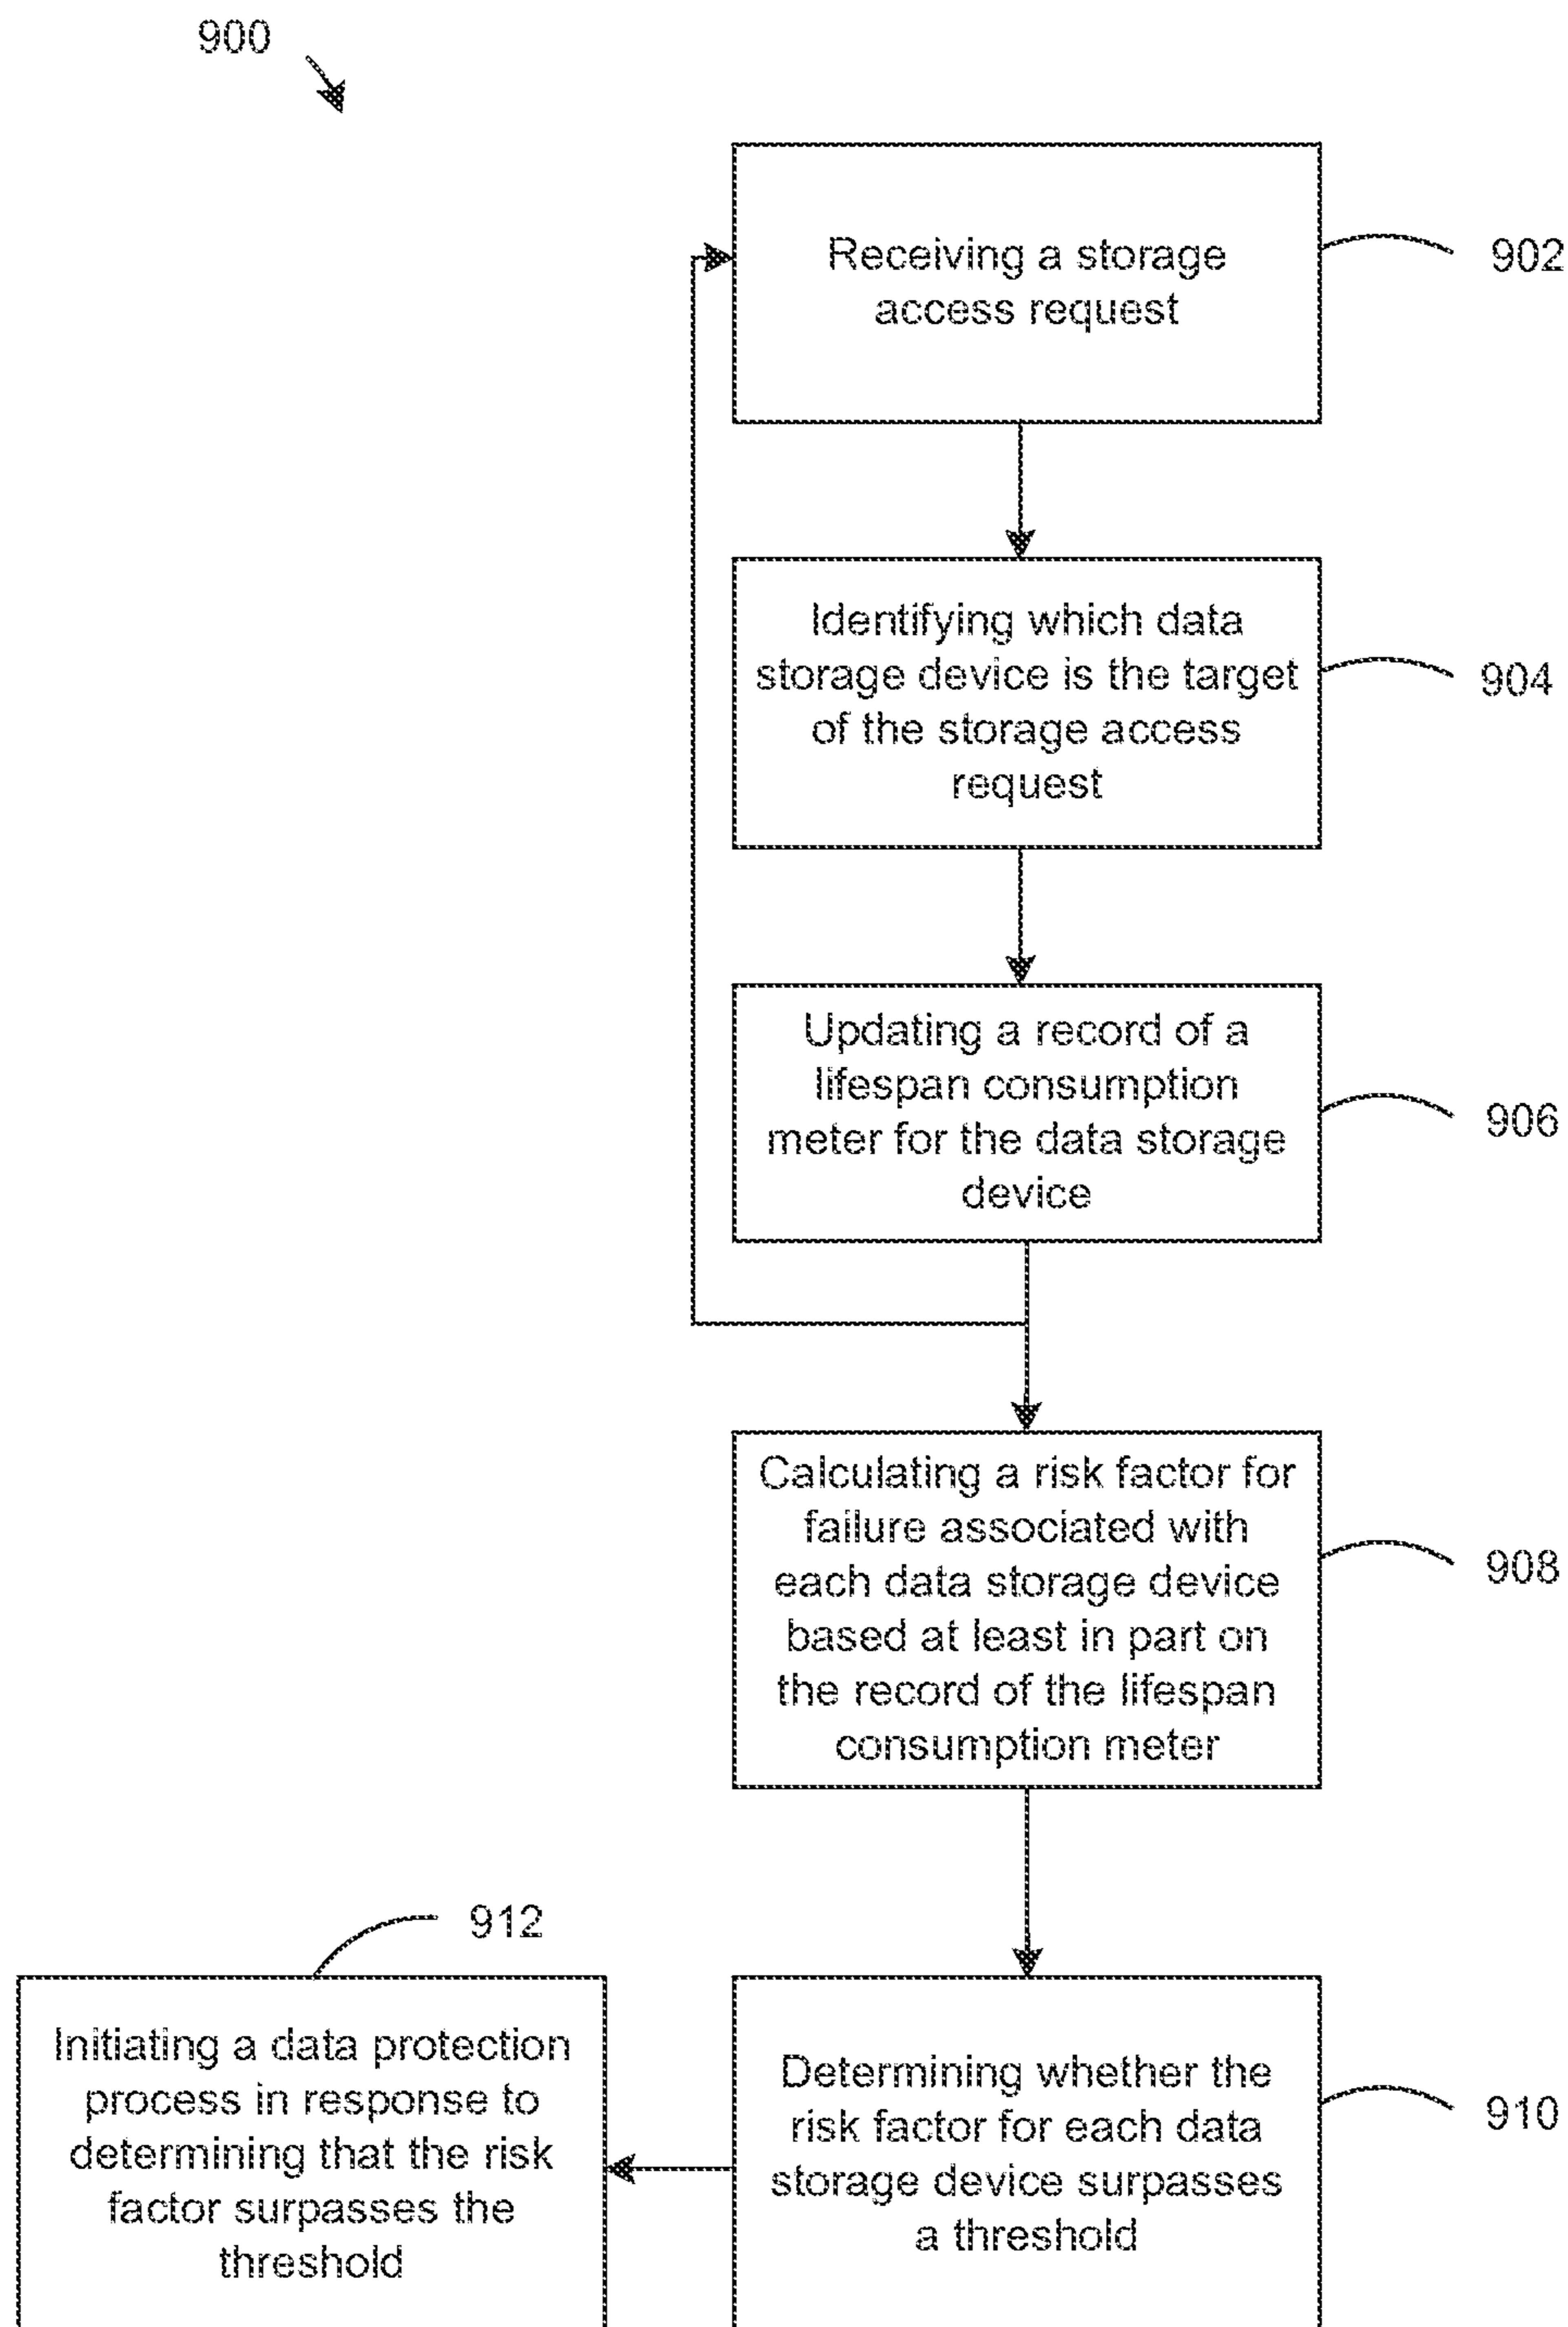 900
Receiving a storage
access request
902
Identifying which data
storage device is the target
of the storage access
request
904
Updating a record of a
lifespan consumption
meter for the data storage
device
906
Calculating a risk factor for
failure associated with
each data storage device
based at least in part on
the record of the lifespan
consumption meter
908
Determining whether the
risk factor for each data
storage device surpasses
a threshold
910
912
Initiating a data protection
process in response to
determining that the risk
factor surpasses the
threshold